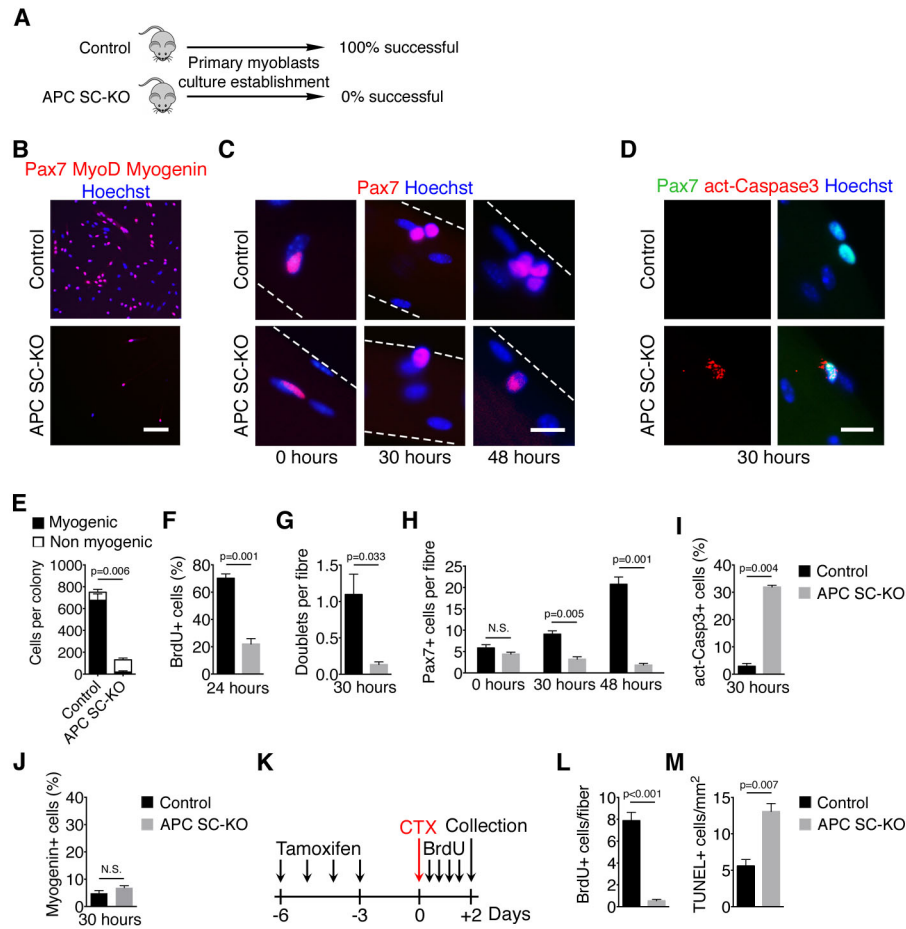 A
Control
100% successful
Primary myoblasts
culture establishment
APC SC-KO
0% successful
B
Pax7 MyoD Myogenin
Hoechst
Control
APC SC-KO
C
Pax7 Hoechst
Control
APC SC-KO
0 hours
30 hours
48 hours
D
Pax7 act-Caspase3 Hoechst
Control
APC SC-KO
30 hours
E
Myogenic
Non myogenic
p=0.006
Cells per colony
1000
800
600
400
200
0
Control
APC SC-KO
F
BrdU+ cells (%)
p=0.001
80
60
40
20
0
24 hours
G
Doublets per fibre
p=0.033
1.5
1.0
0.5
0.0
30 hours
H
Pax7+ cells per fibre
25
20
15
10
5
0
N.S.
p=0.005
p=0.001
0 hours
30 hours
48 hours
I
act-Casp3+ cells (%)
40
30
20
10
0
p=0.004
30 hours
Control
APC SC-KO
J
Myogenin+ cells (%)
40
30
20
10
0
N.S.
30 hours
Control
APC SC-KO
K
CTX
Collection
Tamoxifen
BrdU
-6
-3
0
+2
Days
L
BrdU+ cells/fiber
p<0.001
8
6
4
2
0
M
TUNEL+ cells/mm²
p=0.007
15
10
5
0
Control
APC SC-KO